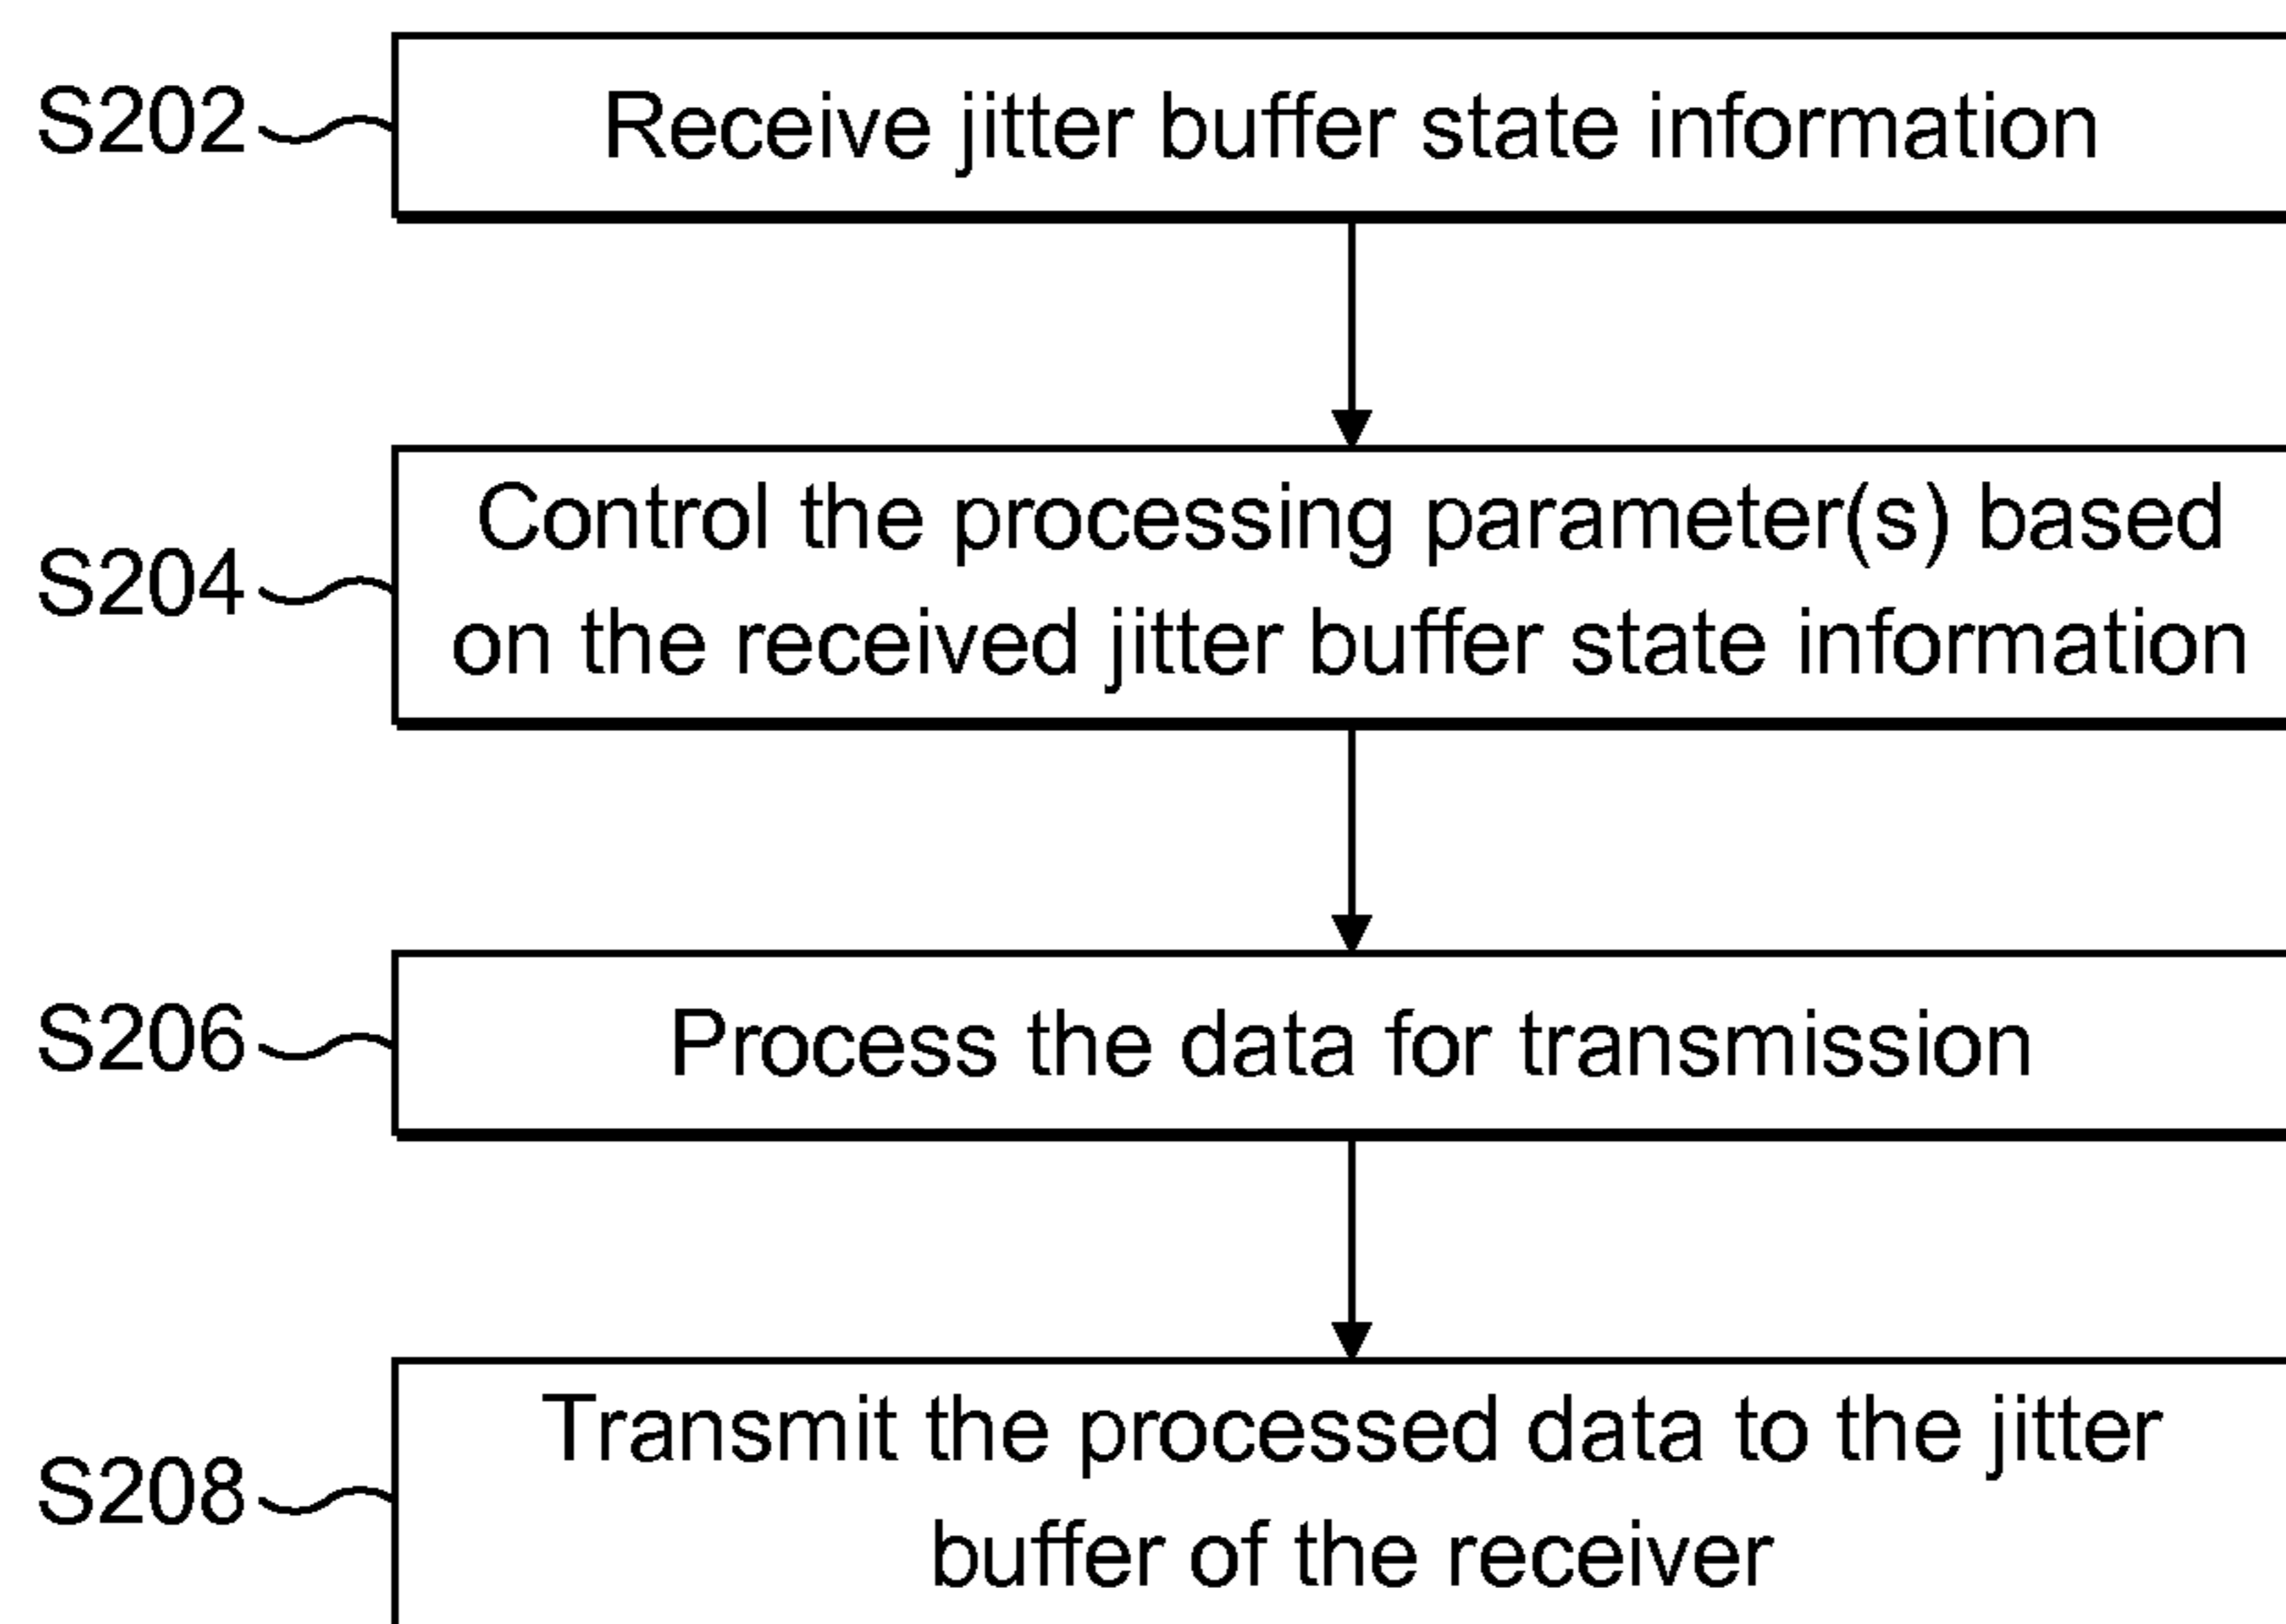 S202
Receive jitter buffer state information
S204
Control the processing parameter(s) based
on the received jitter buffer state information
S206
Process the data for transmission
S208
Transmit the processed data to the jitter
buffer of the receiver